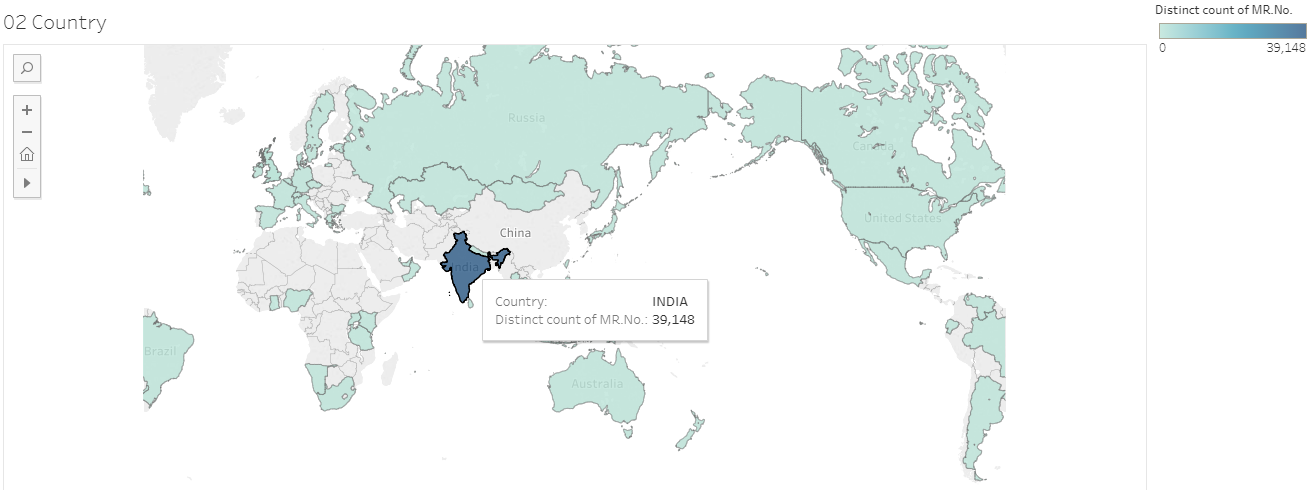 02 Country
Distinct count of MR.No.
0 39,148
Russia
Canada
United States
China
India
Country: INDIA
Distinct count of MR.No.: 39,148
Brazil
Australia